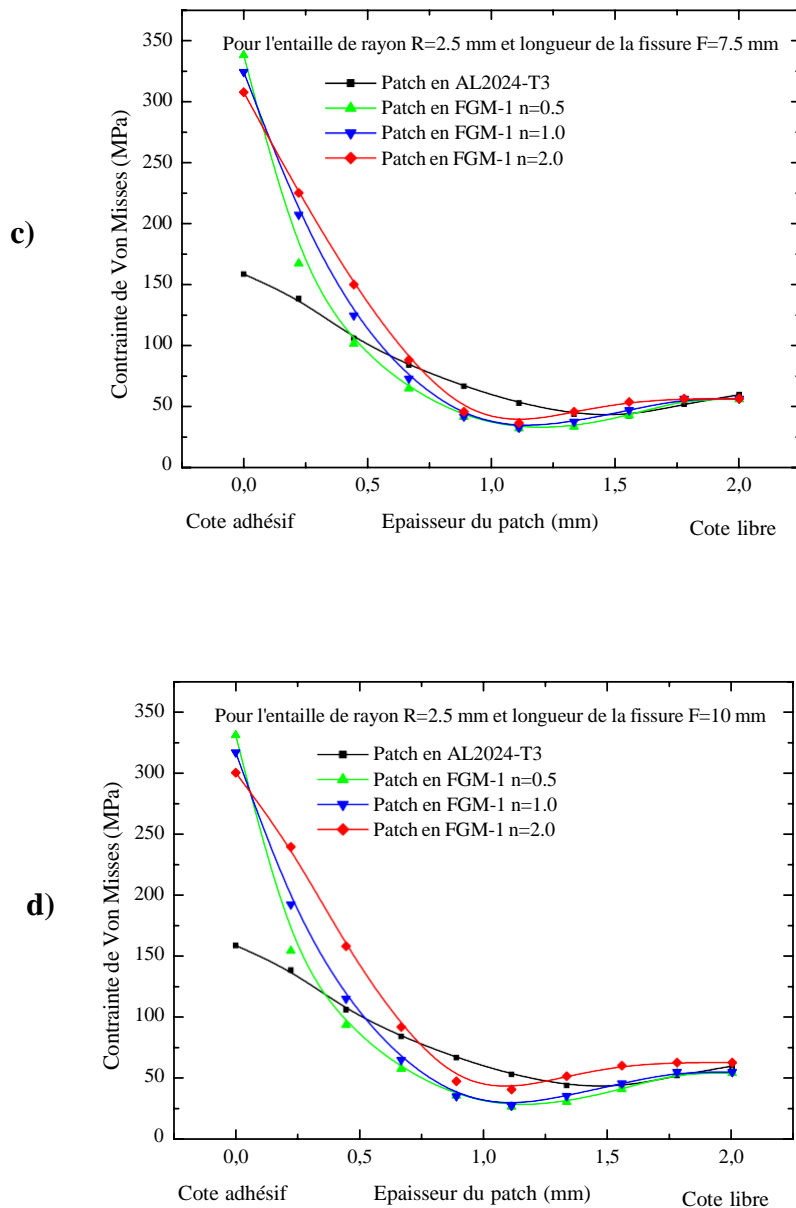 c)
Contrainte de Von Misses (MPa)
350
300
250
200
150
100
50
0
Pour l'entaille de rayon R=2.5 mm et longueur de la fissure F=7.5 mm
Patch en AL2024-T3
Patch en FGM-1 n=0.5
Patch en FGM-1 n=1.0
Patch en FGM-1 n=2.0
0,0 0,5 1,0 1,5 2,0
Cote adhésif Epaisseur du patch (mm) Cote libre
d)
Contrainte de Von Misses (MPa)
350
300
250
200
150
100
50
0
Pour l'entaille de rayon R=2.5 mm et longueur de la fissure F=10 mm
Patch en AL2024-T3
Patch en FGM-1 n=0.5
Patch en FGM-1 n=1.0
Patch en FGM-1 n=2.0
0,0 0,5 1,0 1,5 2,0
Cote adhésif Epaisseur du patch (mm) Cote libre